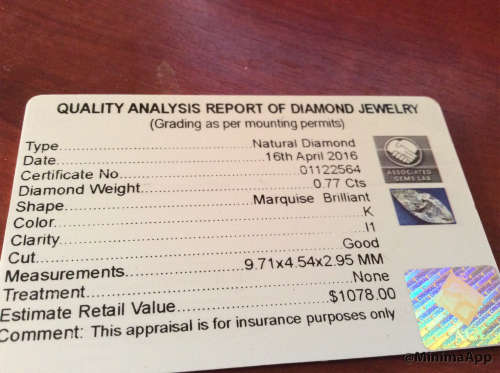 QUALITY ANALYSIS REPORT OF DIAMOND JEWELRY
(Grading as per mounting permits)
Type..........Natural Diamond
Date..........16th April 2016
Certificate No..........01122564
Diamond Weight..........0.77 Cts
Shape..........Marquise Brilliant
Color..........K
Clarity..........I1
Cut..........Good
Measurements..........9.71x4.54x2.95 MM
Treatment..........None
Estimate Retail Value..........$1078.00
Comment: This appraisal is for insurance purposes only
ASSOCIATED
GEMS LAB
@MimmaApp